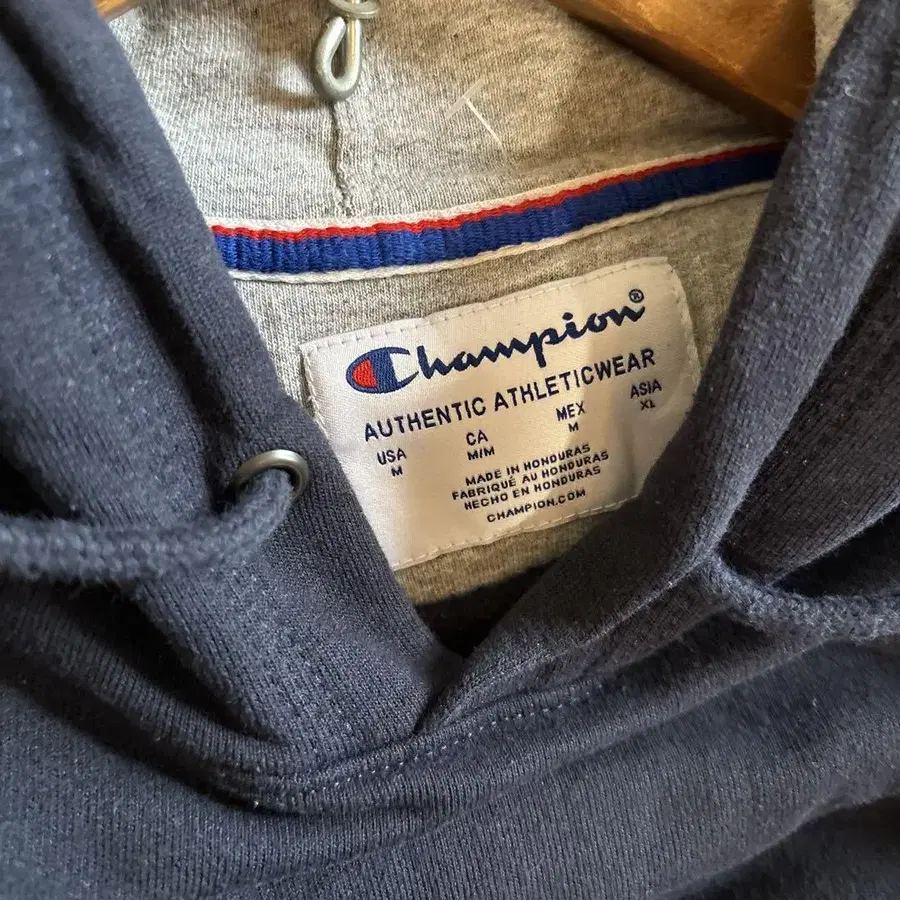 Champion®
AUTHENTIC ATHLETICWEAR
USA CA MEX ASIA
M M/M M XL
MADE IN HONDURAS
FABRIQUÉ AU HONDURAS
HECHO EN HONDURAS
CHAMPION.COM